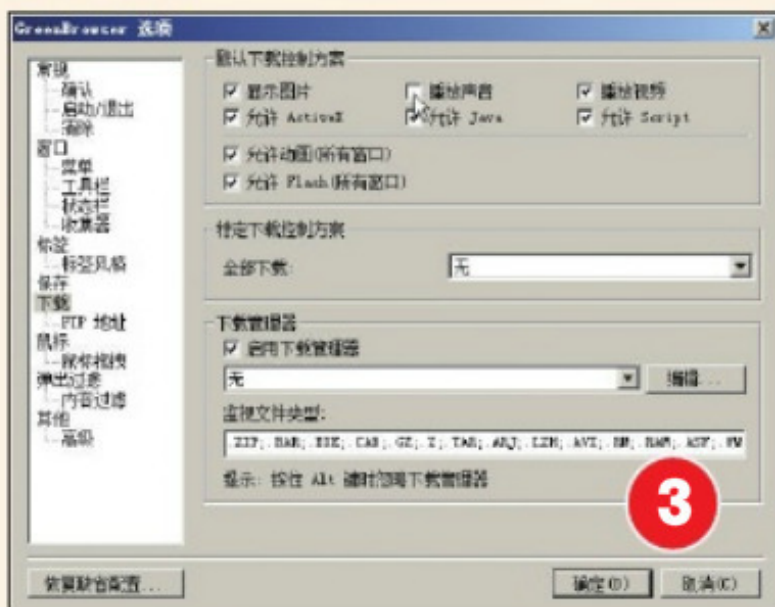 GreenBrowser 选项
常规
确认
启动/退出
清除
窗口
菜单
工具栏
状态栏
收集器
标签
标签风格
保存
下载
FTP 地址
鼠标
鼠标拖拽
弹出过滤
内容过滤
其他
高级
默认下载控制方案
显示图片
播放声音
播放视频
允许 ActiveX
允许 Java
允许 Script
允许动画(所有窗口)
允许 Flash(所有窗口)
特定下载控制方案
全部下载:
无
下载管理器
启用下载管理器
无
编辑...
监视文件类型:
.ZIP;.RAR;.EXE;.CAB;.GZ;.Z;.TAR;.ARJ;.LZH;.AVI;.RM;.RAM;.ASF;.WM
提示: 按住 Alt 键时忽略下载管理器
3
恢复缺省配置...
确定(O)
取消(C)